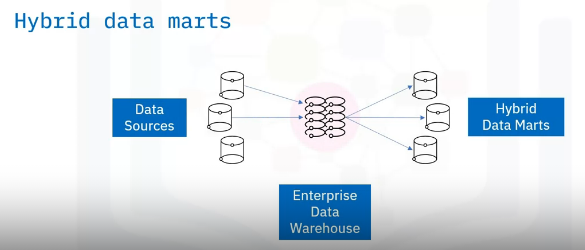 Hybrid data marts
Data
Sources
Hybrid
Data Marts
Enterprise
Data
Warehouse